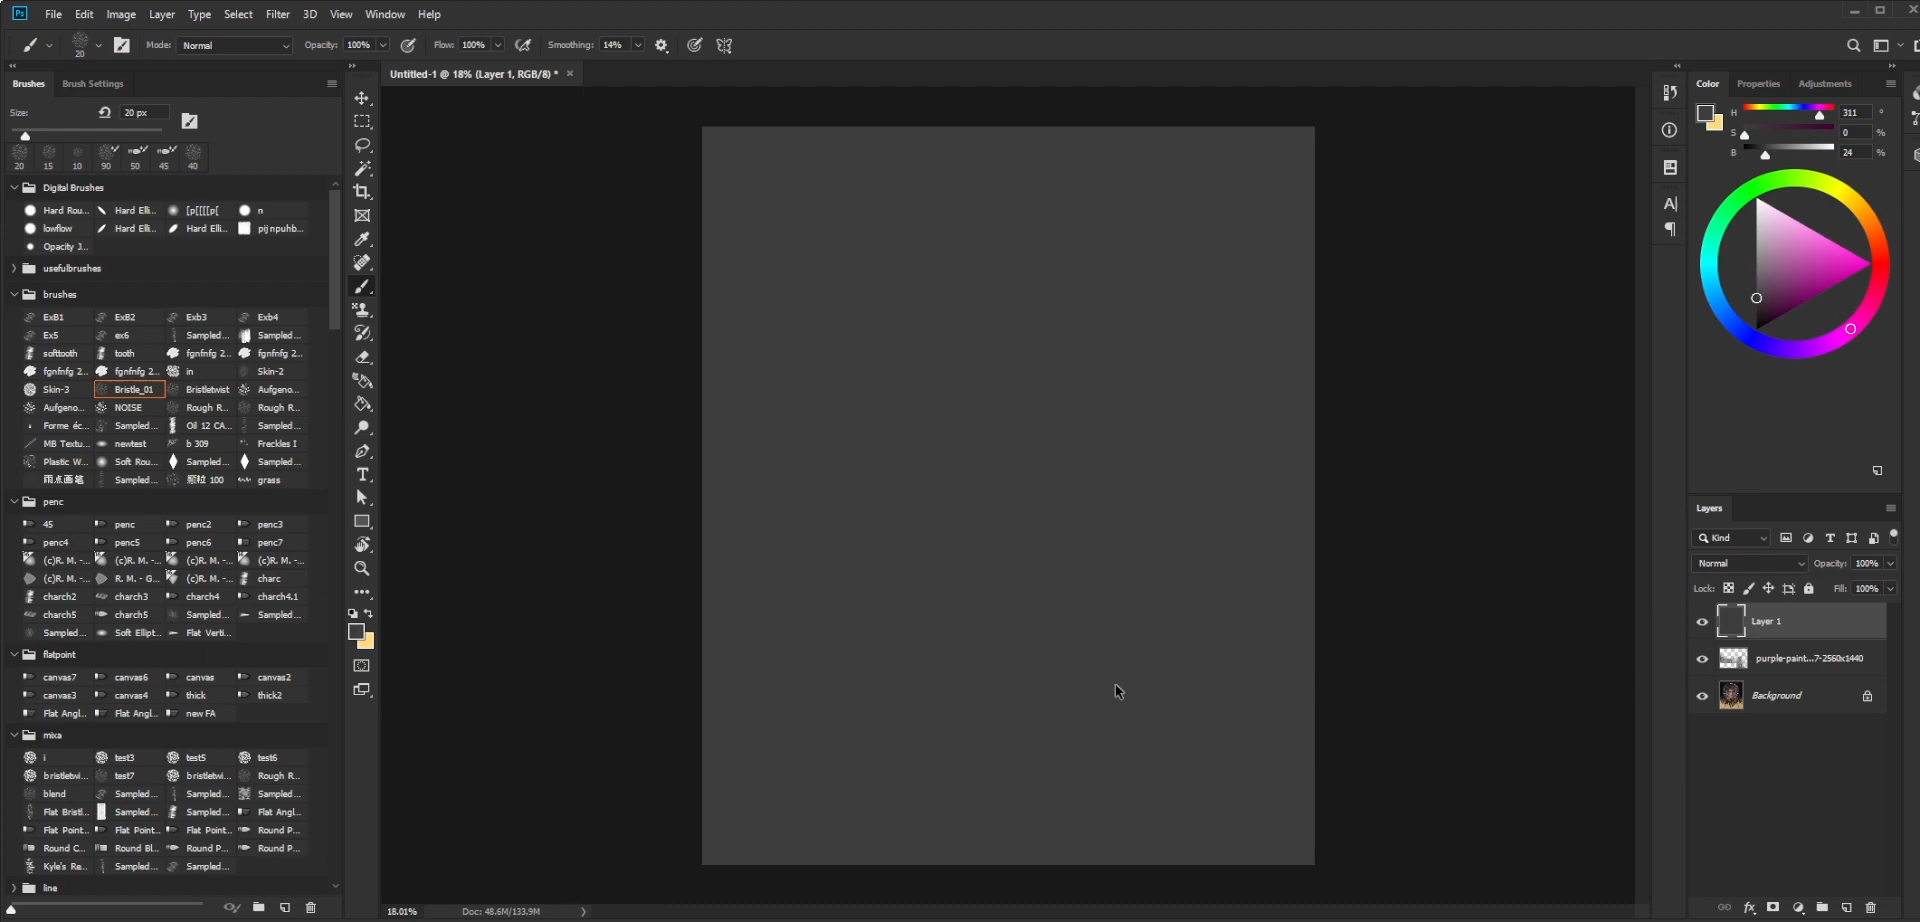 Ps File Edit Image Layer Type Select Filter 3D View Window Help
20 Mode: Normal Opacity: 100% Flow: 100% Smoothing: 14%
Brushes Brush Settings
Untitled-1 @ 18% (Layer 1, RGB/8) *
Size: 20 px
20 15 10 90 50 45 40
Digital Brushes
Hard Rou... Hard Elli... [p[[[[p[ n
lowflow Hard Elli... Hard Elli... pijnpuhb...
Opacity J...
usefulbrushes
brushes
ExB1 ExB2 Exb3 Exb4
Ex5 ex6 Sampled... Sampled...
softtooth tooth fgnfnfg 2... fgnfnfg 2...
fgnfnfg 2... fgnfnfg 2... in Skin-2
Skin-3 Bristle_01 Bristletwist Aufgeno...
Aufgeno... NOISE Rough R... Rough R...
Forme éc... Sampled... Oil 12 CA... Sampled...
MB Textu... newtest b 309 Freckles I
Plastic W... Soft Rou... Sampled... Sampled...
雨点画笔 Sampled... 颗粒 100 grass
penc
45 penc penc2 penc3
penc4 penc5 penc6 penc7
(c)R. M. -... (c)R. M. -... (c)R. M. -... (c)R. M. -...
(c)R. M. -... R. M. - G... (c)R. M. -... charc
charch2 charch3 charch4 charch4.1
charch5 charch5 Sampled... Sampled...
Sampled... Soft Ellipt... Flat Verti...
flatpoint
canvas7 canvas6 canvas canvas2
canvas3 canvas4 thick thick2
Flat Angl... Flat Angl... new FA
mixa
i test3 test5 test6
bristletwi... test7 bristletwi... Rough R...
blend Sampled... Sampled... Sampled...
Flat Bristl... Sampled... Sampled... Flat Angl...
Flat Point... Flat Point... Flat Point... Round P...
Round C... Round Bl... Round P... Round P...
Kyle's Re... Sampled... Sampled...
line
18.01% Doc: 48.6M/133.9M
Color Properties Adjustments
H 311 °
S 0 %
B 24 %
Layers
Kind
Normal Opacity: 100%
Lock: Fill: 100%
Layer 1
purple-paint...7-2560x1440
Background